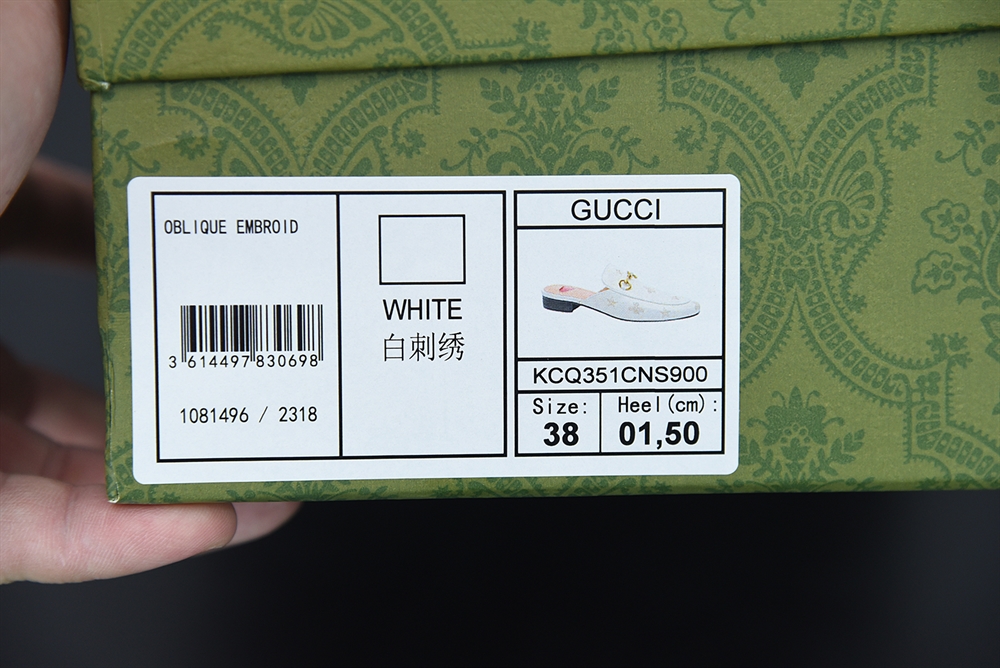 OBLIQUE EMBROID
3 614497 830698
1081496 / 2318
WHITE
白刺绣
GUCCI
KCQ351CNS900
Size:
38
Heel(cm):
01,50